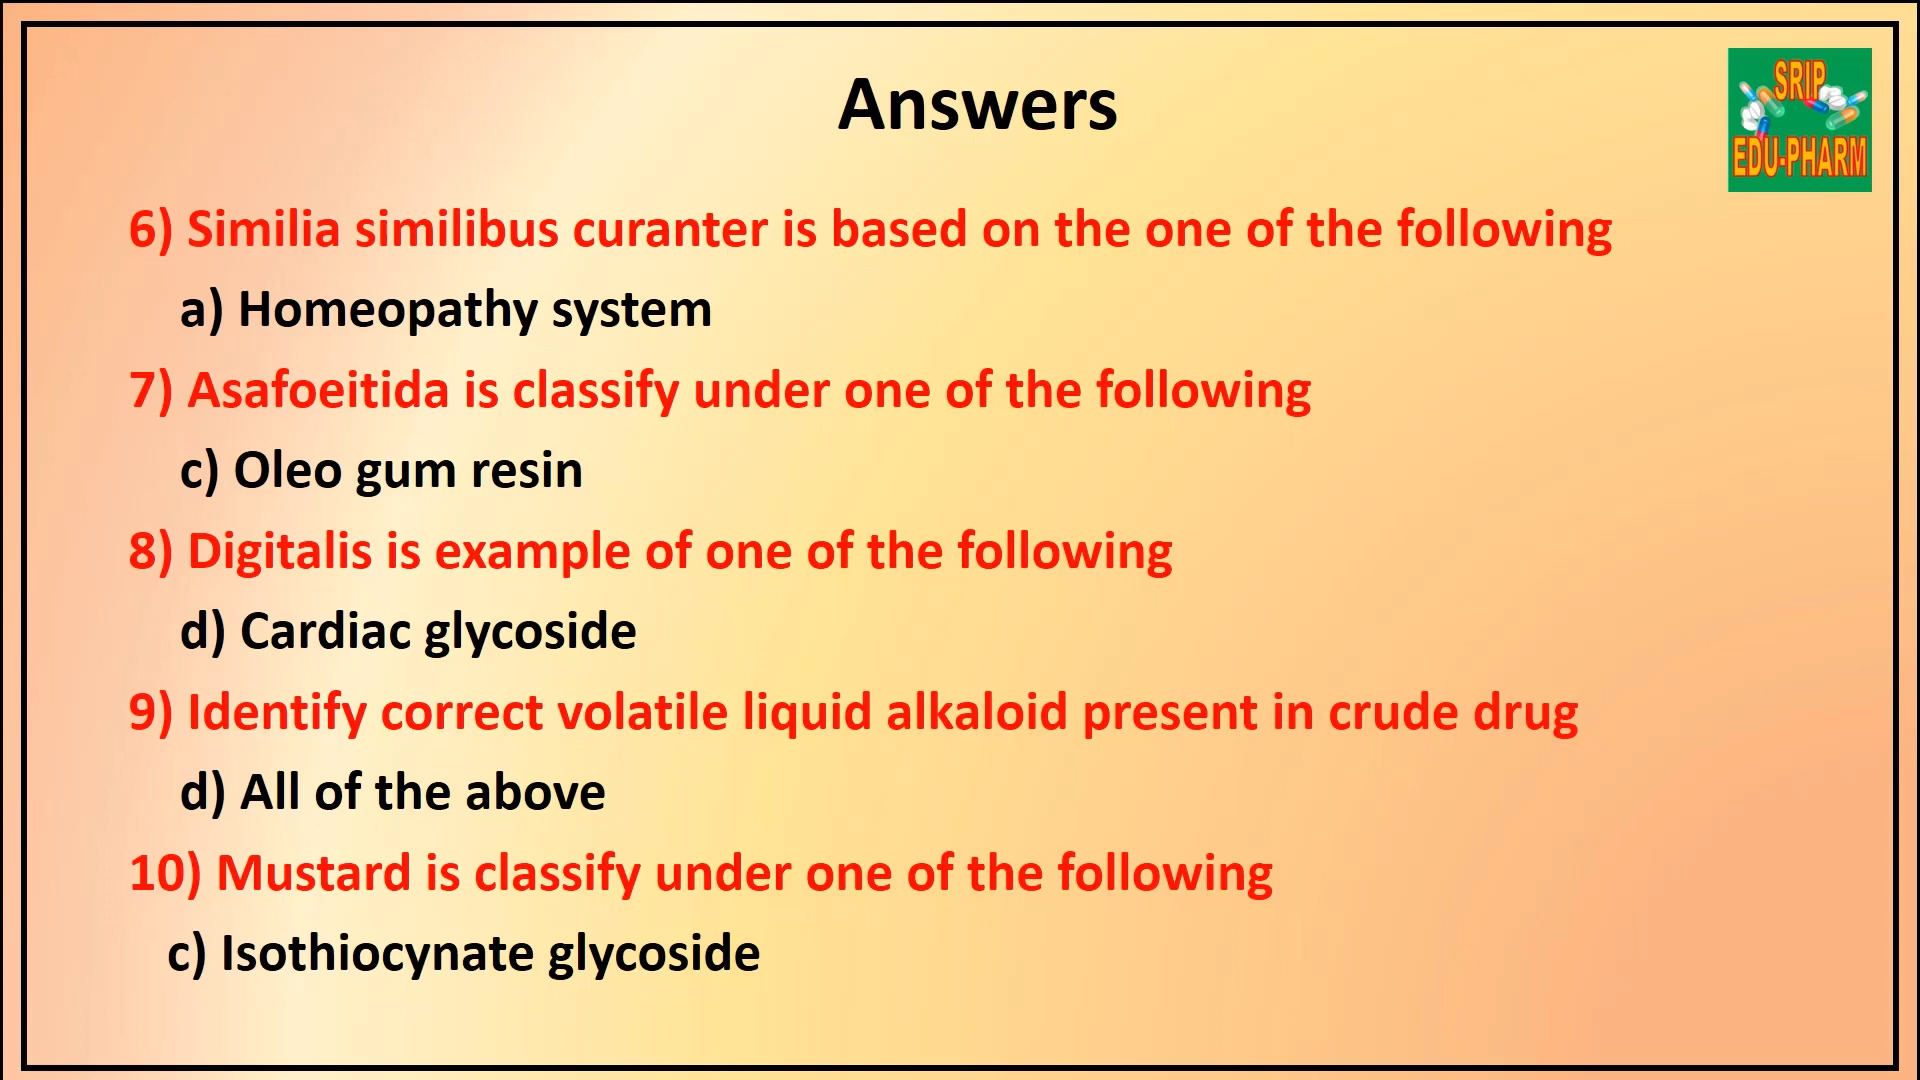 Answers
SRIP
EDU-PHARM
6) Similia similibus curanter is based on the one of the following
a) Homeopathy system
7) Asafoeitida is classify under one of the following
c) Oleo gum resin
8) Digitalis is example of one of the following
d) Cardiac glycoside
9) Identify correct volatile liquid alkaloid present in crude drug
d) All of the above
10) Mustard is classify under one of the following
c) Isothiocynate glycoside